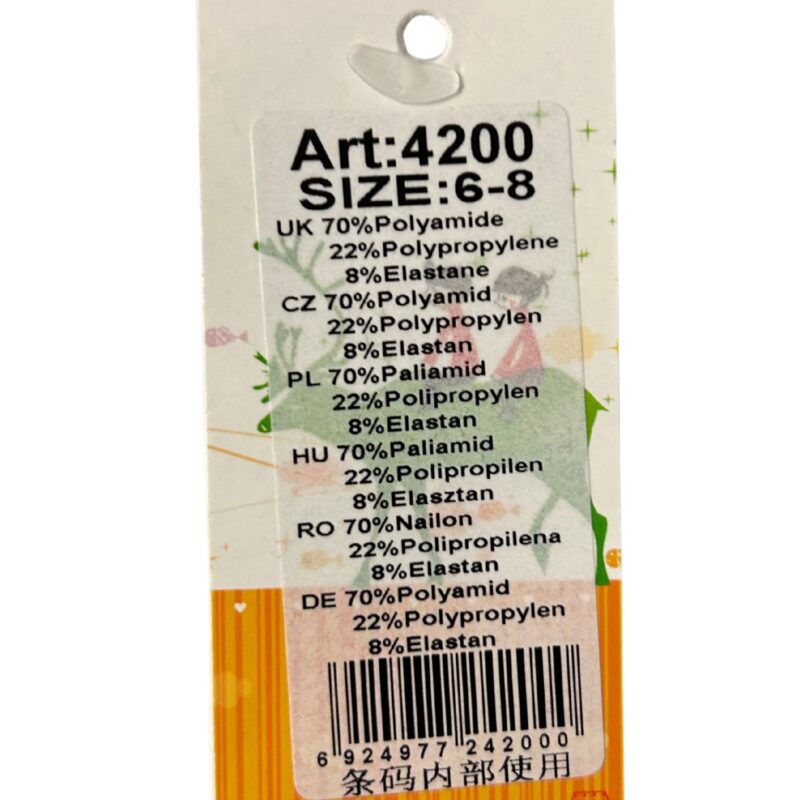 Art:4200
SIZE:6-8
UK 70%Polyamide
22%Polypropylene
8%Elastane
CZ 70%Polyamid
22%Polypropylen
8%Elastan
PL 70%Paliamid
22%Polipropylen
8%Elastan
HU 70%Paliamid
22%Polipropilen
8%Elasztan
RO 70%Nailon
22%Polipropilena
8%Elastan
DE 70%Polyamid
22%Polypropylen
8%Elastan
6 924977 242000
条码内部使用